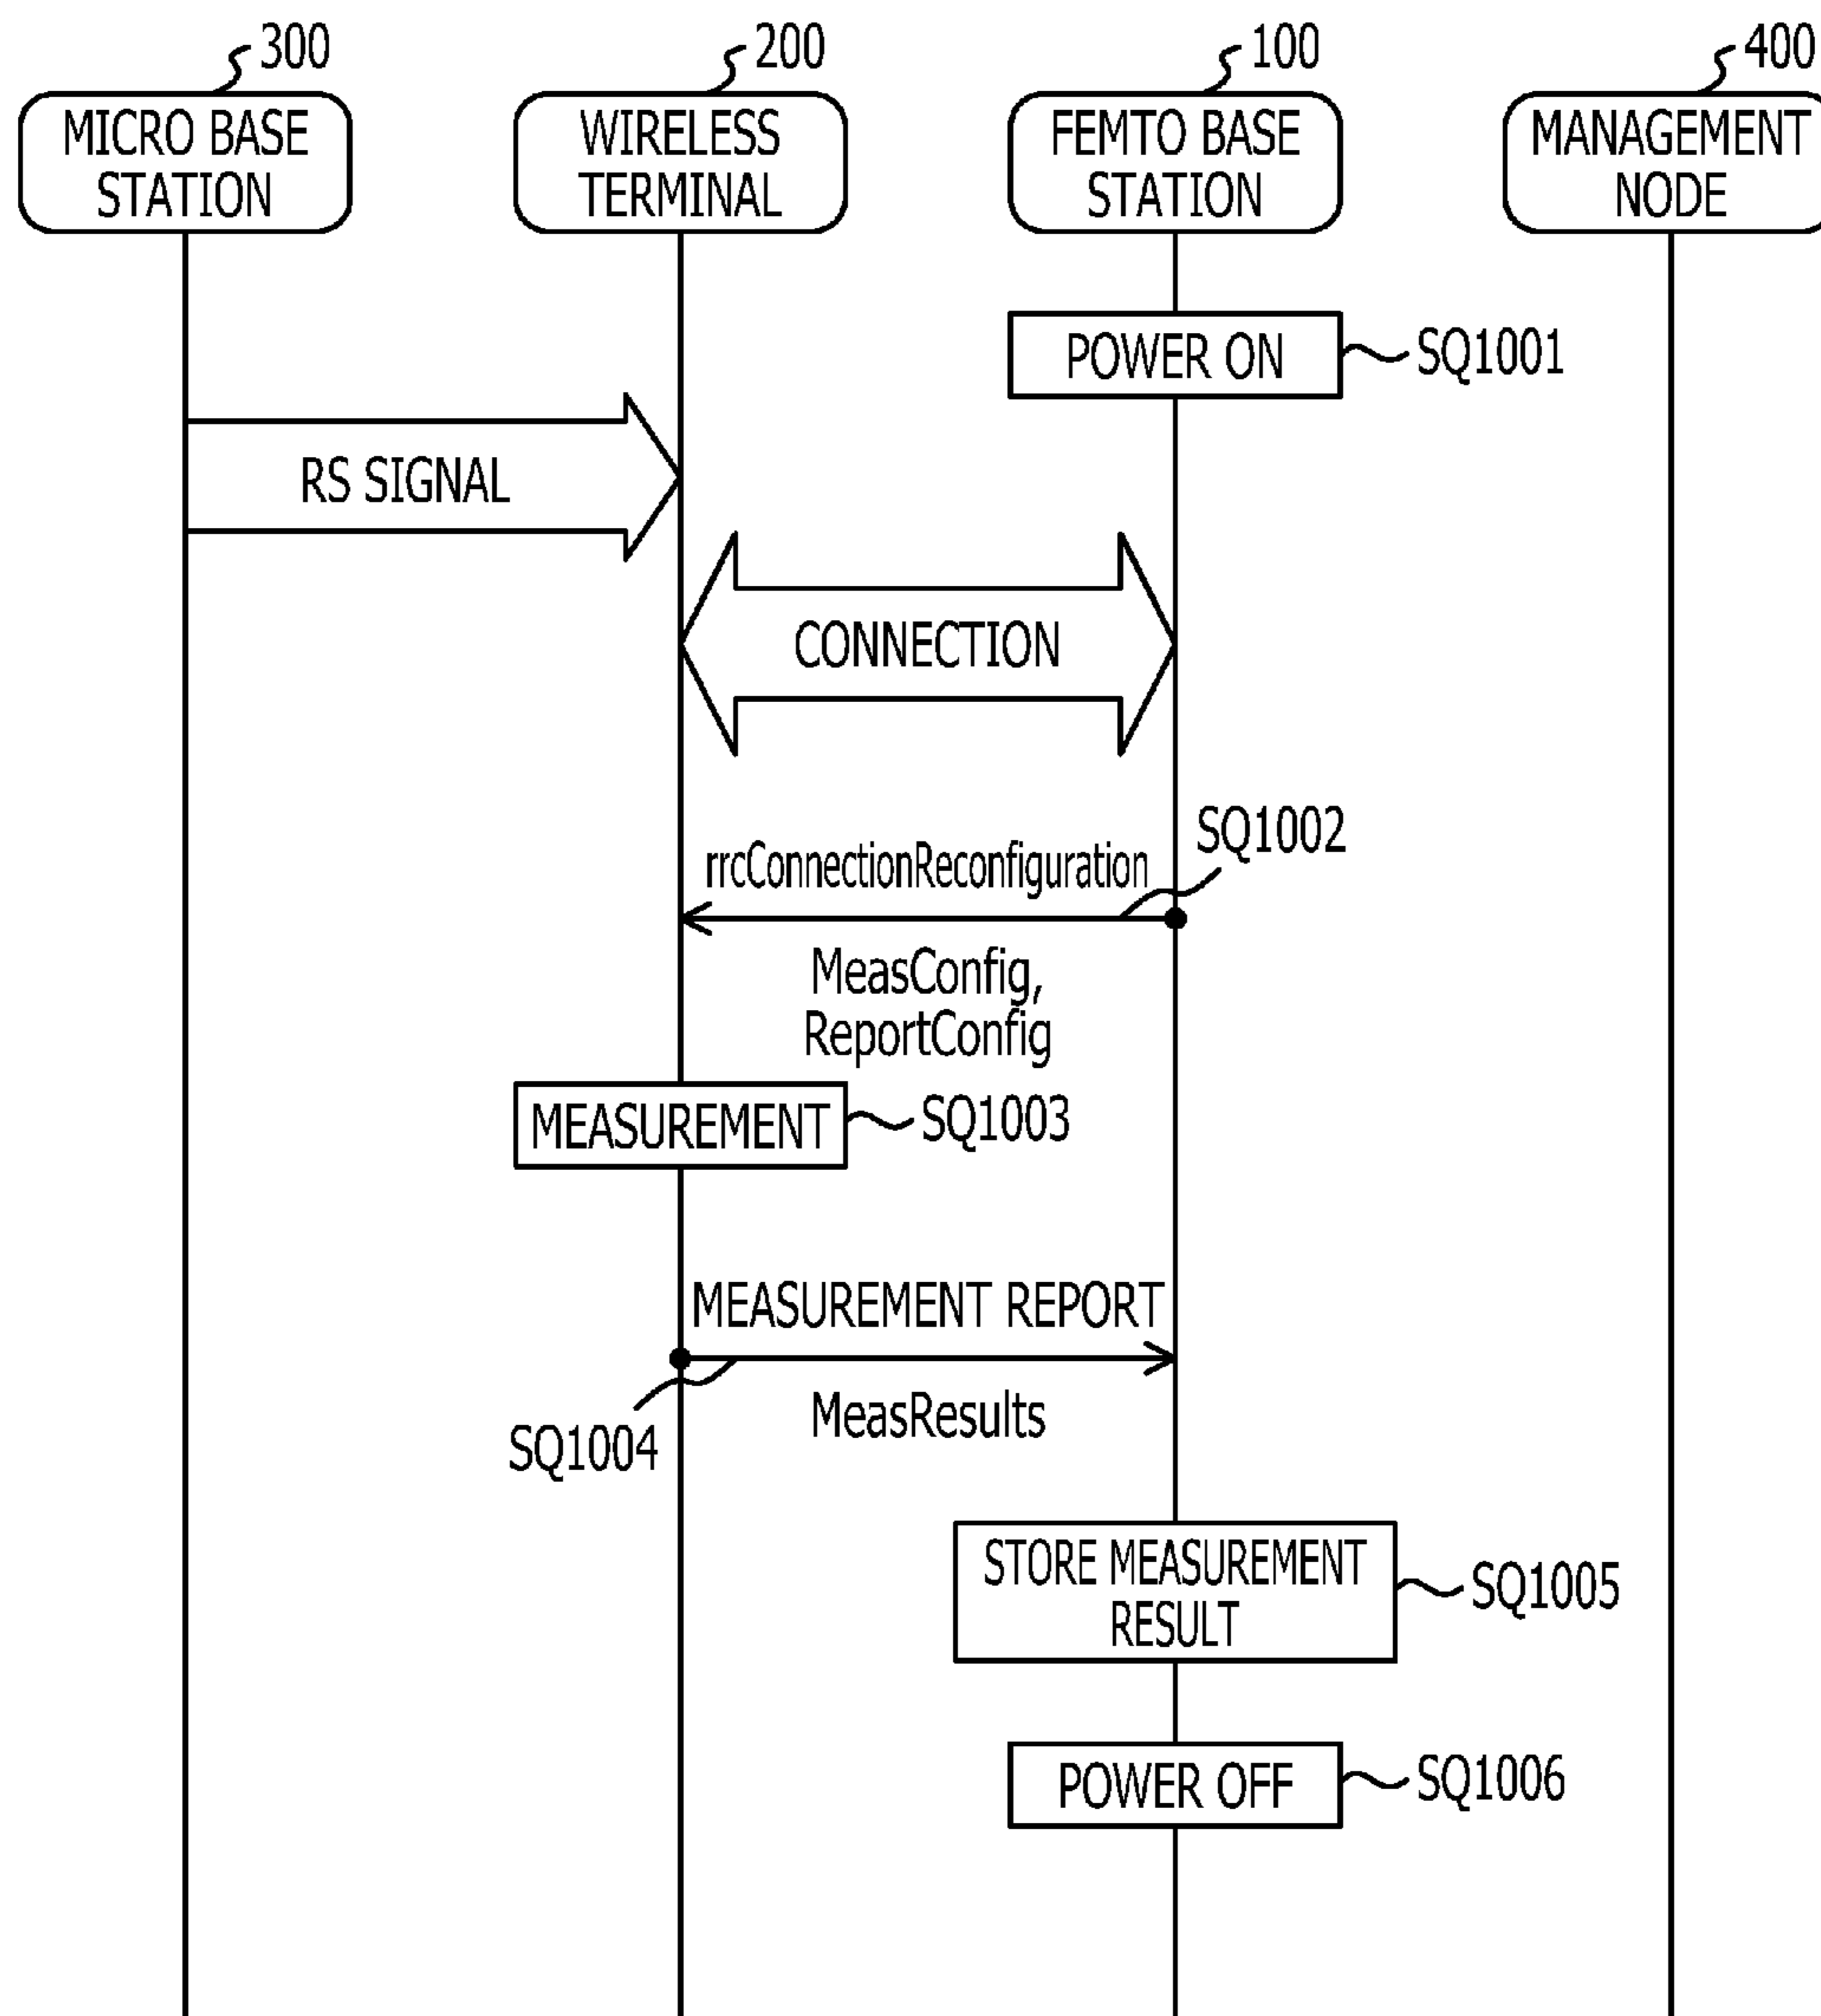 300
200
100
400
MICRO BASE
STATION
WIRELESS
TERMINAL
FEMTO BASE
STATION
MANAGEMENT
NODE
POWER ON
SQ1001
RS SIGNAL
CONNECTION
SQ1002
rrcConnectionReconfiguration
MeasConfig,
ReportConfig
MEASUREMENT
SQ1003
MEASUREMENT REPORT
MeasResults
SQ1004
STORE MEASUREMENT
RESULT
SQ1005
POWER OFF
SQ1006